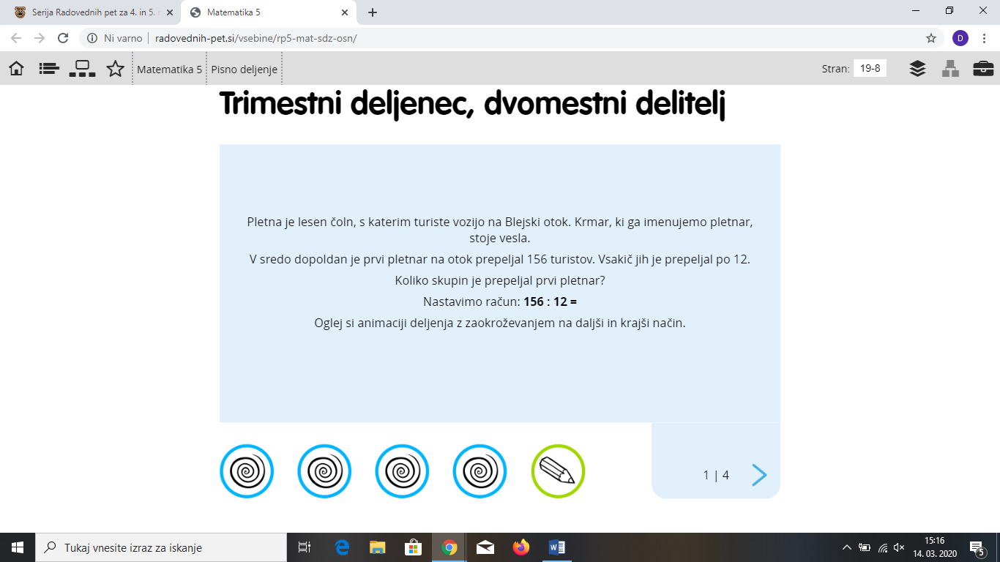 Serija Radovednih pet za 4. in 5.
Matematika 5
Ni varno
radovednih-pet.si/vsebine/rp5-mat-sdz-osn/
D
Matematika 5
Pisno deljenje
Stran: 19-8
Trimestni deljenec, dvomestni delitelj
Pletna je lesen čoln, s katerim turiste vozijo na Blejski otok. Krmar, ki ga imenujemo pletnar,
stoje vesla.
V sredo dopoldan je prvi pletnar na otok prepeljal 156 turistov. Vsakič jih je prepeljal po 12.
Koliko skupin je prepeljal prvi pletnar?
Nastavimo račun: 156 : 12 =
Oglej si animaciji deljenja z zaokroževanjem na daljši in krajši način.
1 | 4
Tukaj vnesite izraz za iskanje
15:16
14. 03. 2020
5